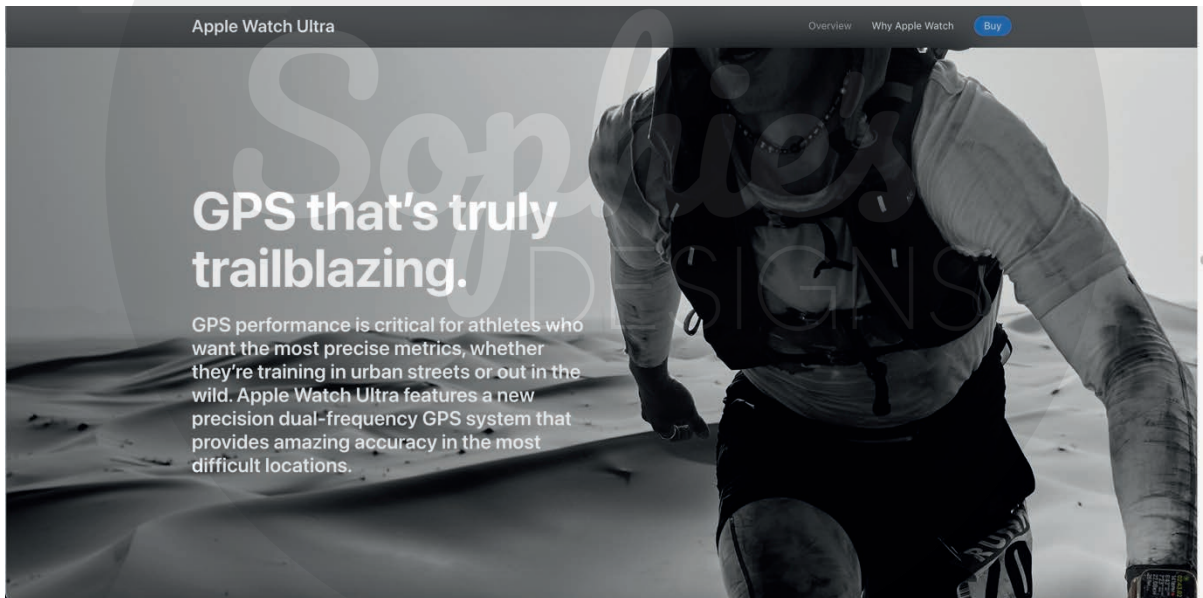 Apple Watch Ultra
Overview Why Apple Watch Buy
Sophie's
DESIGNS
GPS that's truly
trailblazing.
GPS performance is critical for athletes who
want the most precise metrics, whether
they're training in urban streets or out in the
wild. Apple Watch Ultra features a new
precision dual-frequency GPS system that
provides amazing accuracy in the most
difficult locations.